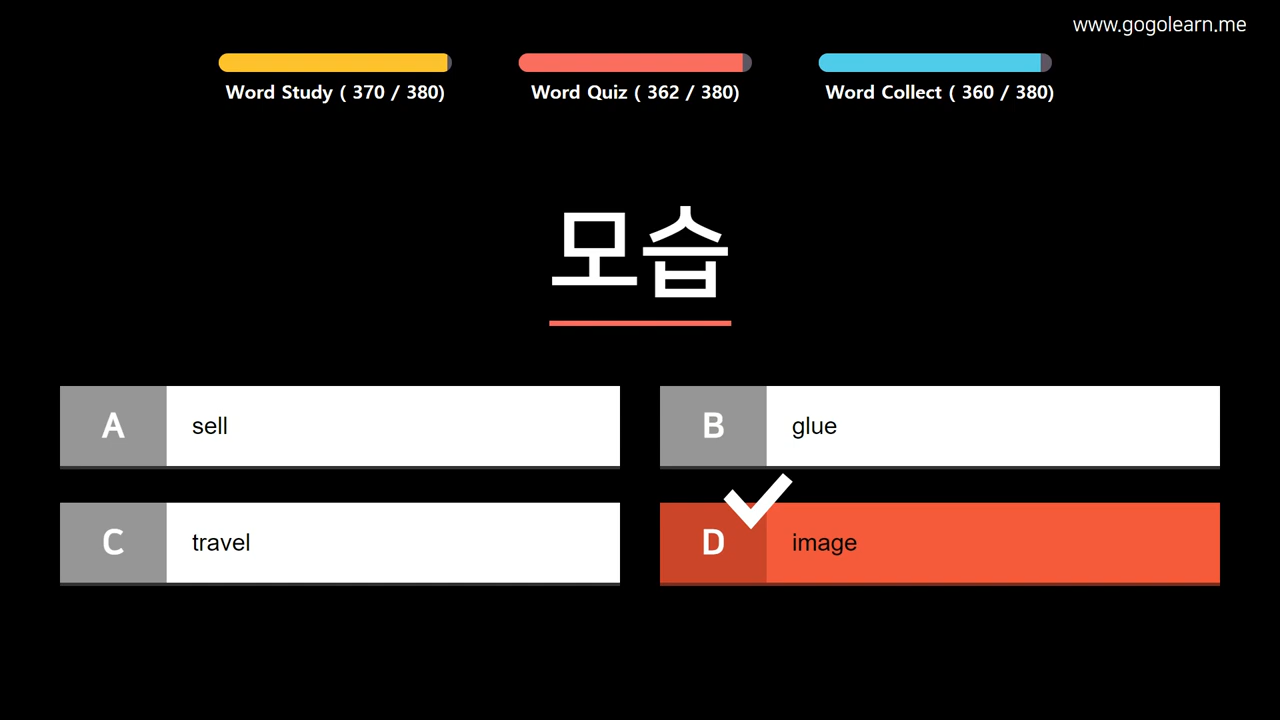 www.gogolearn.me
Word Study ( 370 / 380)
Word Quiz ( 362 / 380)
Word Collect ( 360 / 380)
모습
A sell
B glue
C travel
D image